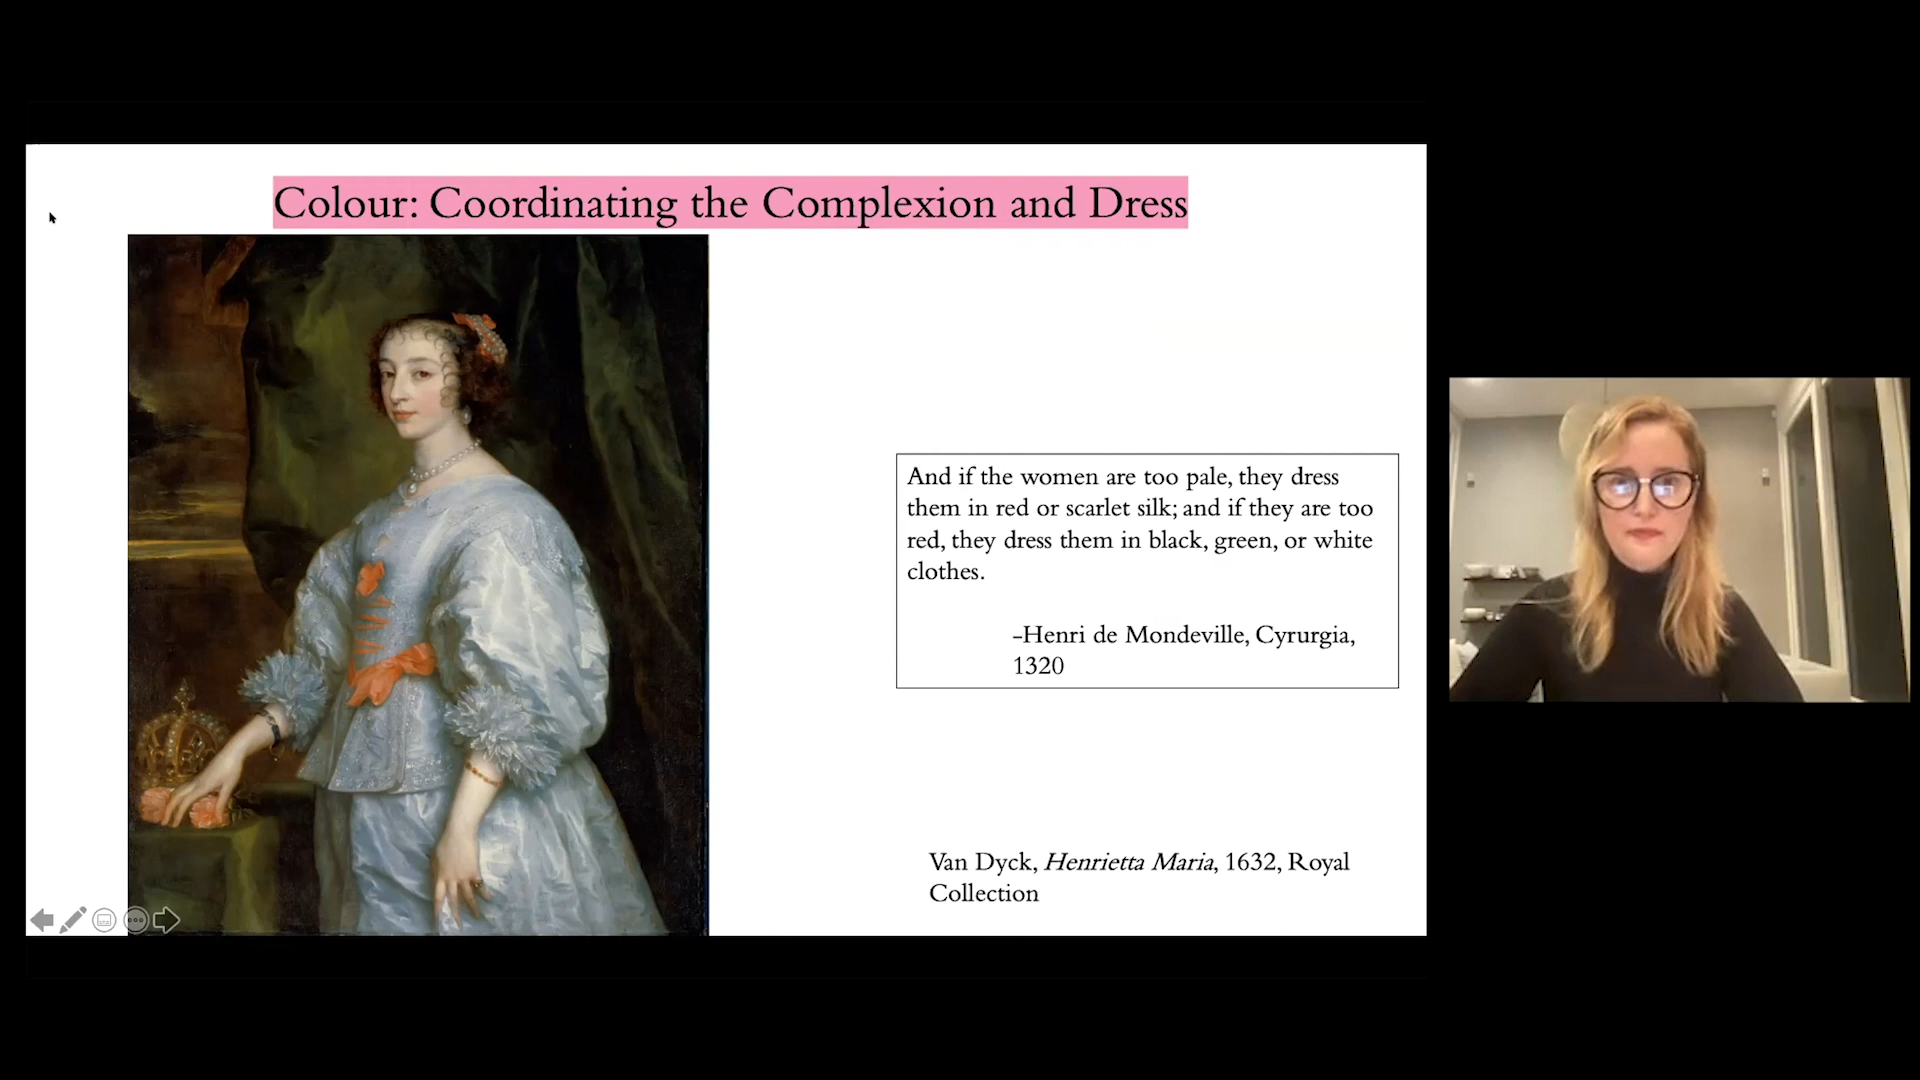 Colour: Coordinating the Complexion and Dress
And if the women are too pale, they dress
them in red or scarlet silk; and if they are too
red, they dress them in black, green, or white
clothes.
-Henri de Mondeville, Cyrurgia,
1320
Van Dyck, Henrietta Maria, 1632, Royal
Collection